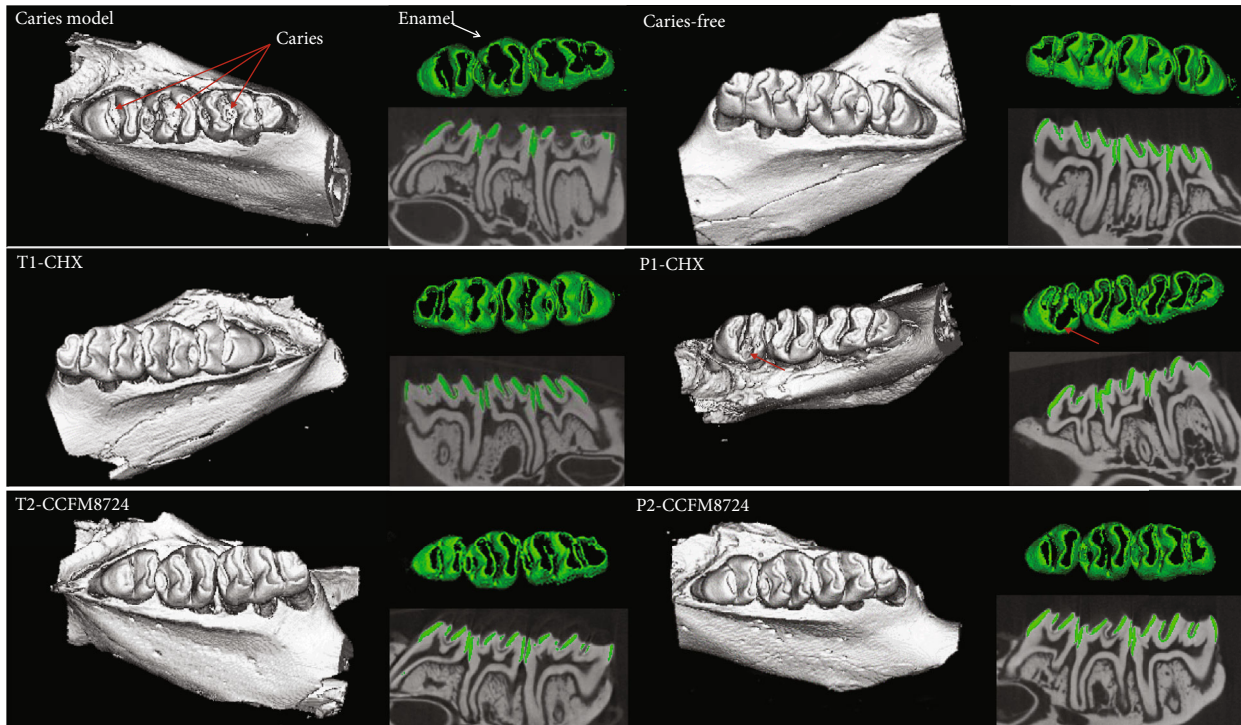 Caries model
Caries
Enamel
Caries-free
T1-CHX
P1-CHX
T2-CCFM8724
P2-CCFM8724